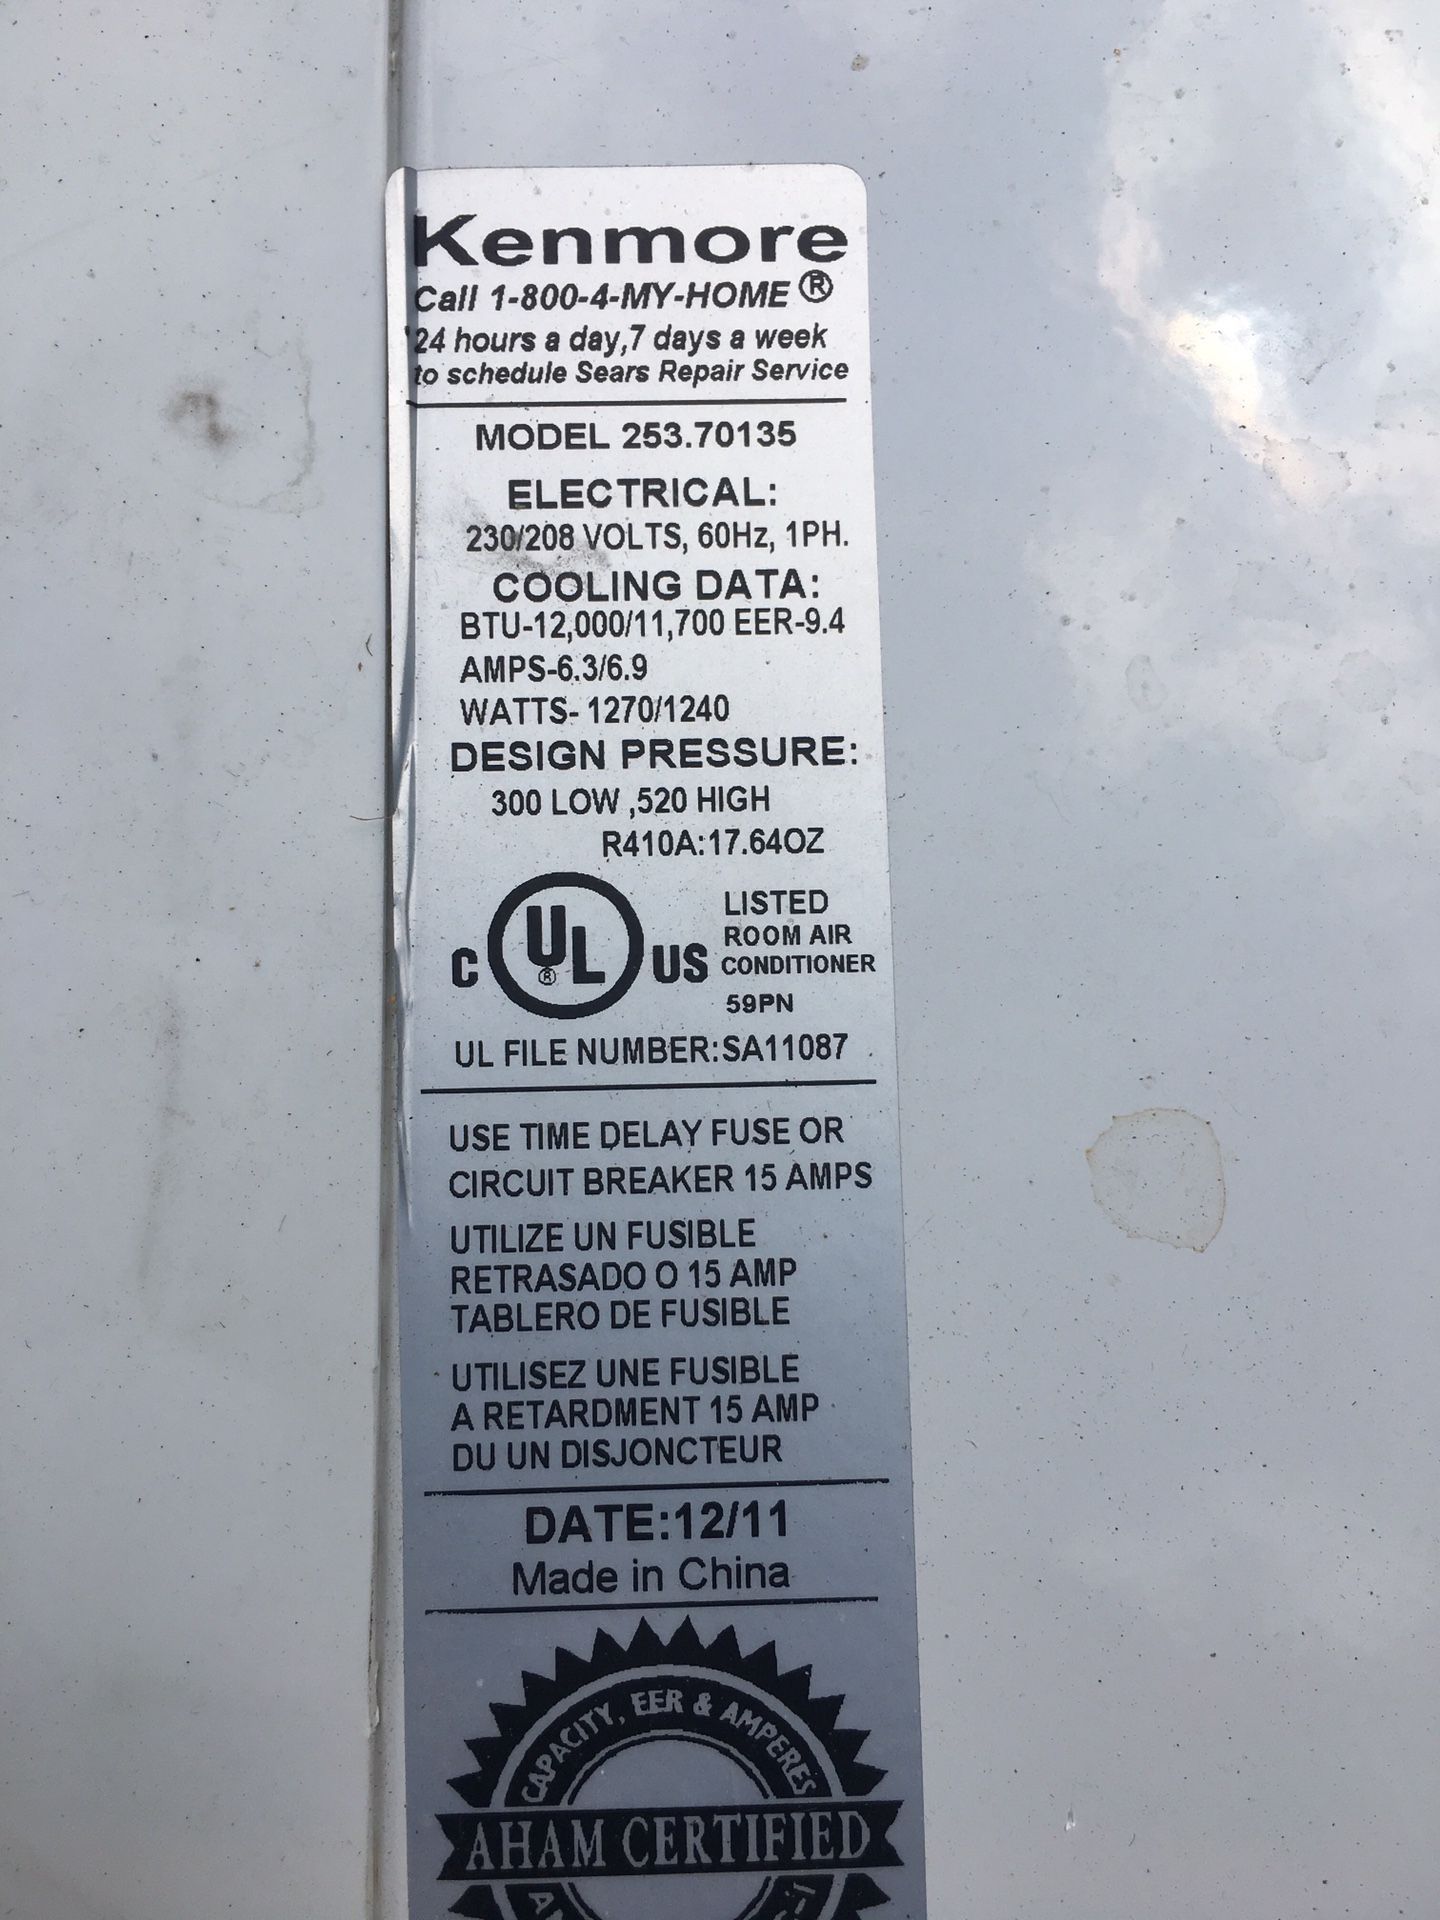 Kenmore
Call 1-800-4-MY-HOME ®
24 hours a day,7 days a week
to schedule Sears Repair Service
MODEL 253.70135
ELECTRICAL:
230/208 VOLTS, 60Hz, 1PH.
COOLING DATA:
BTU-12,000/11,700 EER-9.4
AMPS-6.3/6.9
WATTS- 1270/1240
DESIGN PRESSURE:
300 LOW ,520 HIGH
R410A:17.64OZ
C UL ® US
LISTED
ROOM AIR
CONDITIONER
59PN
UL FILE NUMBER:SA11087
USE TIME DELAY FUSE OR
CIRCUIT BREAKER 15 AMPS
UTILIZE UN FUSIBLE
RETRASADO O 15 AMP
TABLERO DE FUSIBLE
UTILISEZ UNE FUSIBLE
A RETARDMENT 15 AMP
DU UN DISJONCTEUR
DATE:12/11
Made in China
CAPACITY, EER & AMPERES
AHAM CERTIFIED